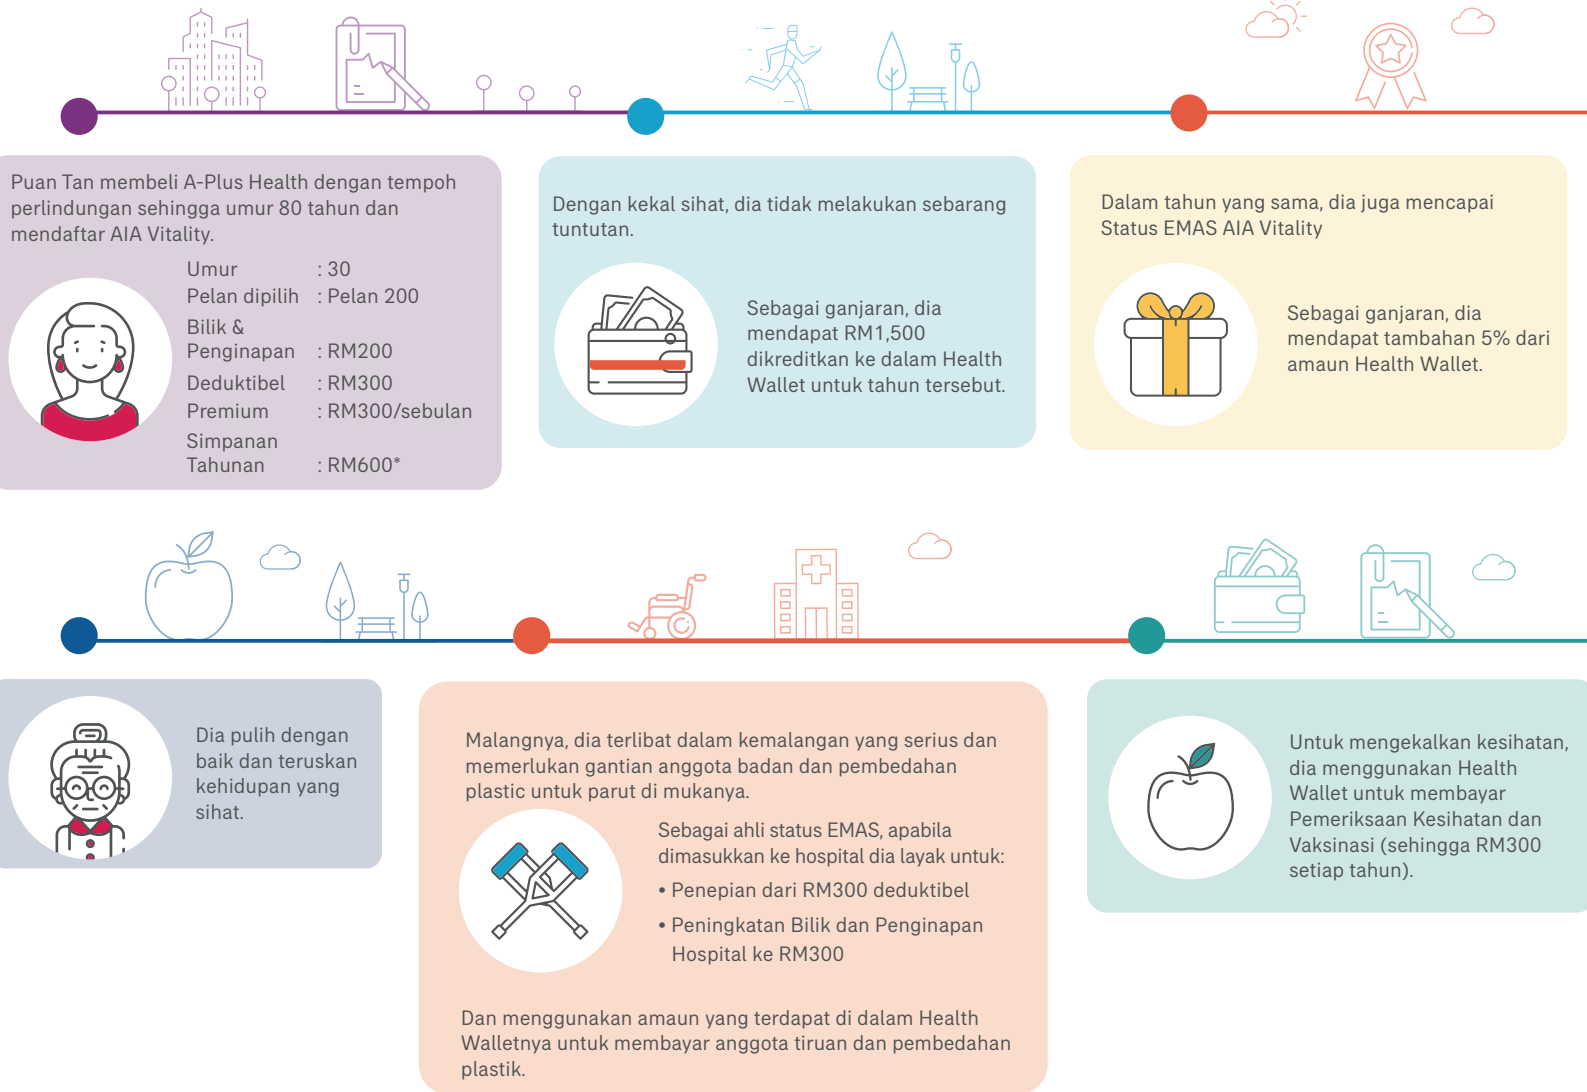 Puan Tan membeli A-Plus Health dengan tempoh
perlindungan sehingga umur 80 tahun dan
mendaftar AIA Vitality.
Umur : 30
Pelan dipilih : Pelan 200
Bilik &
Penginapan : RM200
Deduktibel : RM300
Premium : RM300/sebulan
Simpanan
Tahunan : RM600*
Dengan kekal sihat, dia tidak melakukan sebarang
tuntutan.
Sebagai ganjaran, dia
mendapat RM1,500
dikreditkan ke dalam Health
Wallet untuk tahun tersebut.
Dalam tahun yang sama, dia juga mencapai
Status EMAS AIA Vitality
Sebagai ganjaran, dia
mendapat tambahan 5% dari
amaun Health Wallet.
Dia pulih dengan
baik dan teruskan
kehidupan yang
sihat.
Malangnya, dia terlibat dalam kemalangan yang serius dan
memerlukan gantian anggota badan dan pembedahan
plastic untuk parut di mukanya.
Sebagai ahli status EMAS, apabila
dimasukkan ke hospital dia layak untuk:
• Penepian dari RM300 deduktibel
• Peningkatan Bilik dan Penginapan
Hospital ke RM300
Dan menggunakan amaun yang terdapat di dalam Health
Walletnya untuk membayar anggota tiruan dan pembedahan
plastik.
Untuk mengekalkan kesihatan,
dia menggunakan Health
Wallet untuk membayar
Pemeriksaan Kesihatan dan
Vaksinasi (sehingga RM300
setiap tahun).